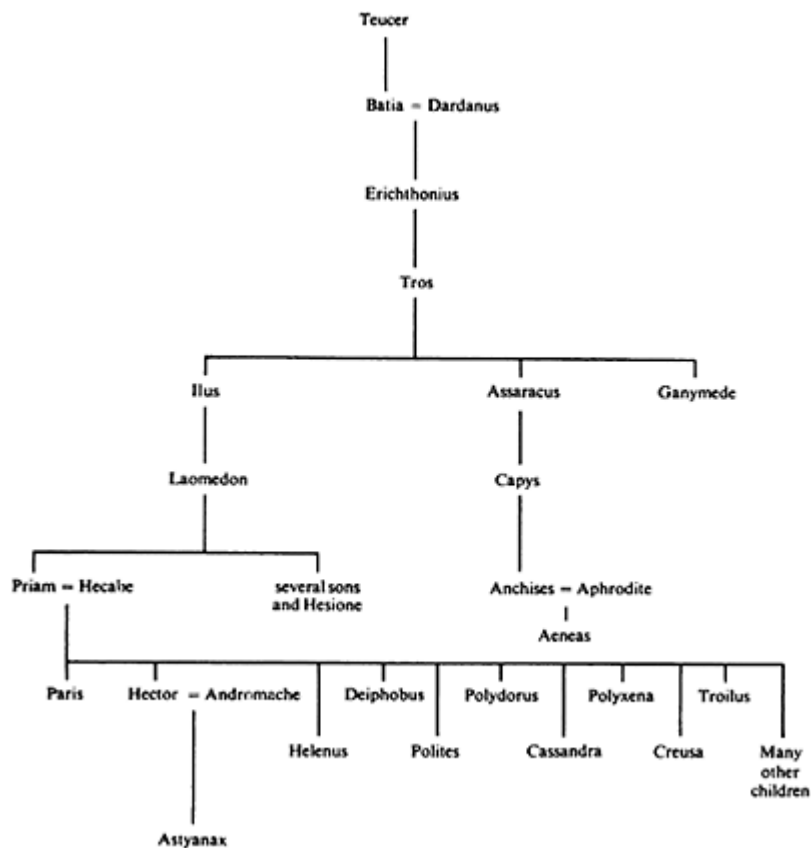 Teucer
Batia = Dardanus
Erichthonius
Tros
Ilus Assaracus Ganymede
Laomedon Capys
Priam = Hecabe several sons and Hesione Anchises = Aphrodite
Aeneas
Paris Hector = Andromache Deiphobus Polydorus Polyxena Troilus
Helenus Polites Cassandra Creusa Many other children
Astyanax